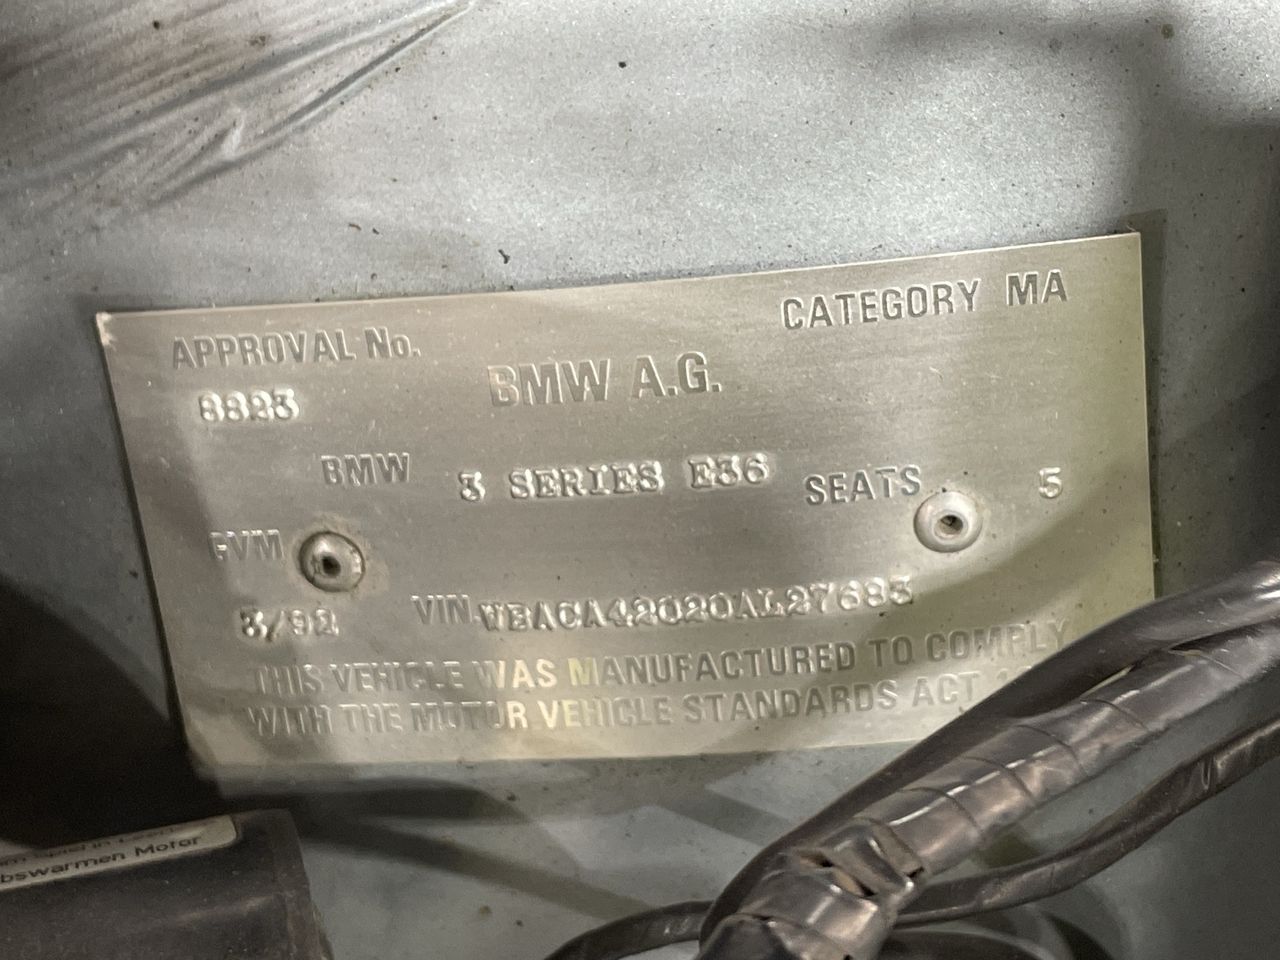 CATEGORY MA
APPROVAL No.
BMW A.G.
8823
BMW 3 SERIES E36 SEATS 5
GVM
3/92 VIN. WBACA42020AL27683
THIS VEHICLE WAS MANUFACTURED TO COMPLY
WITH THE MOTOR VEHICLE STANDARDS ACT
Motor